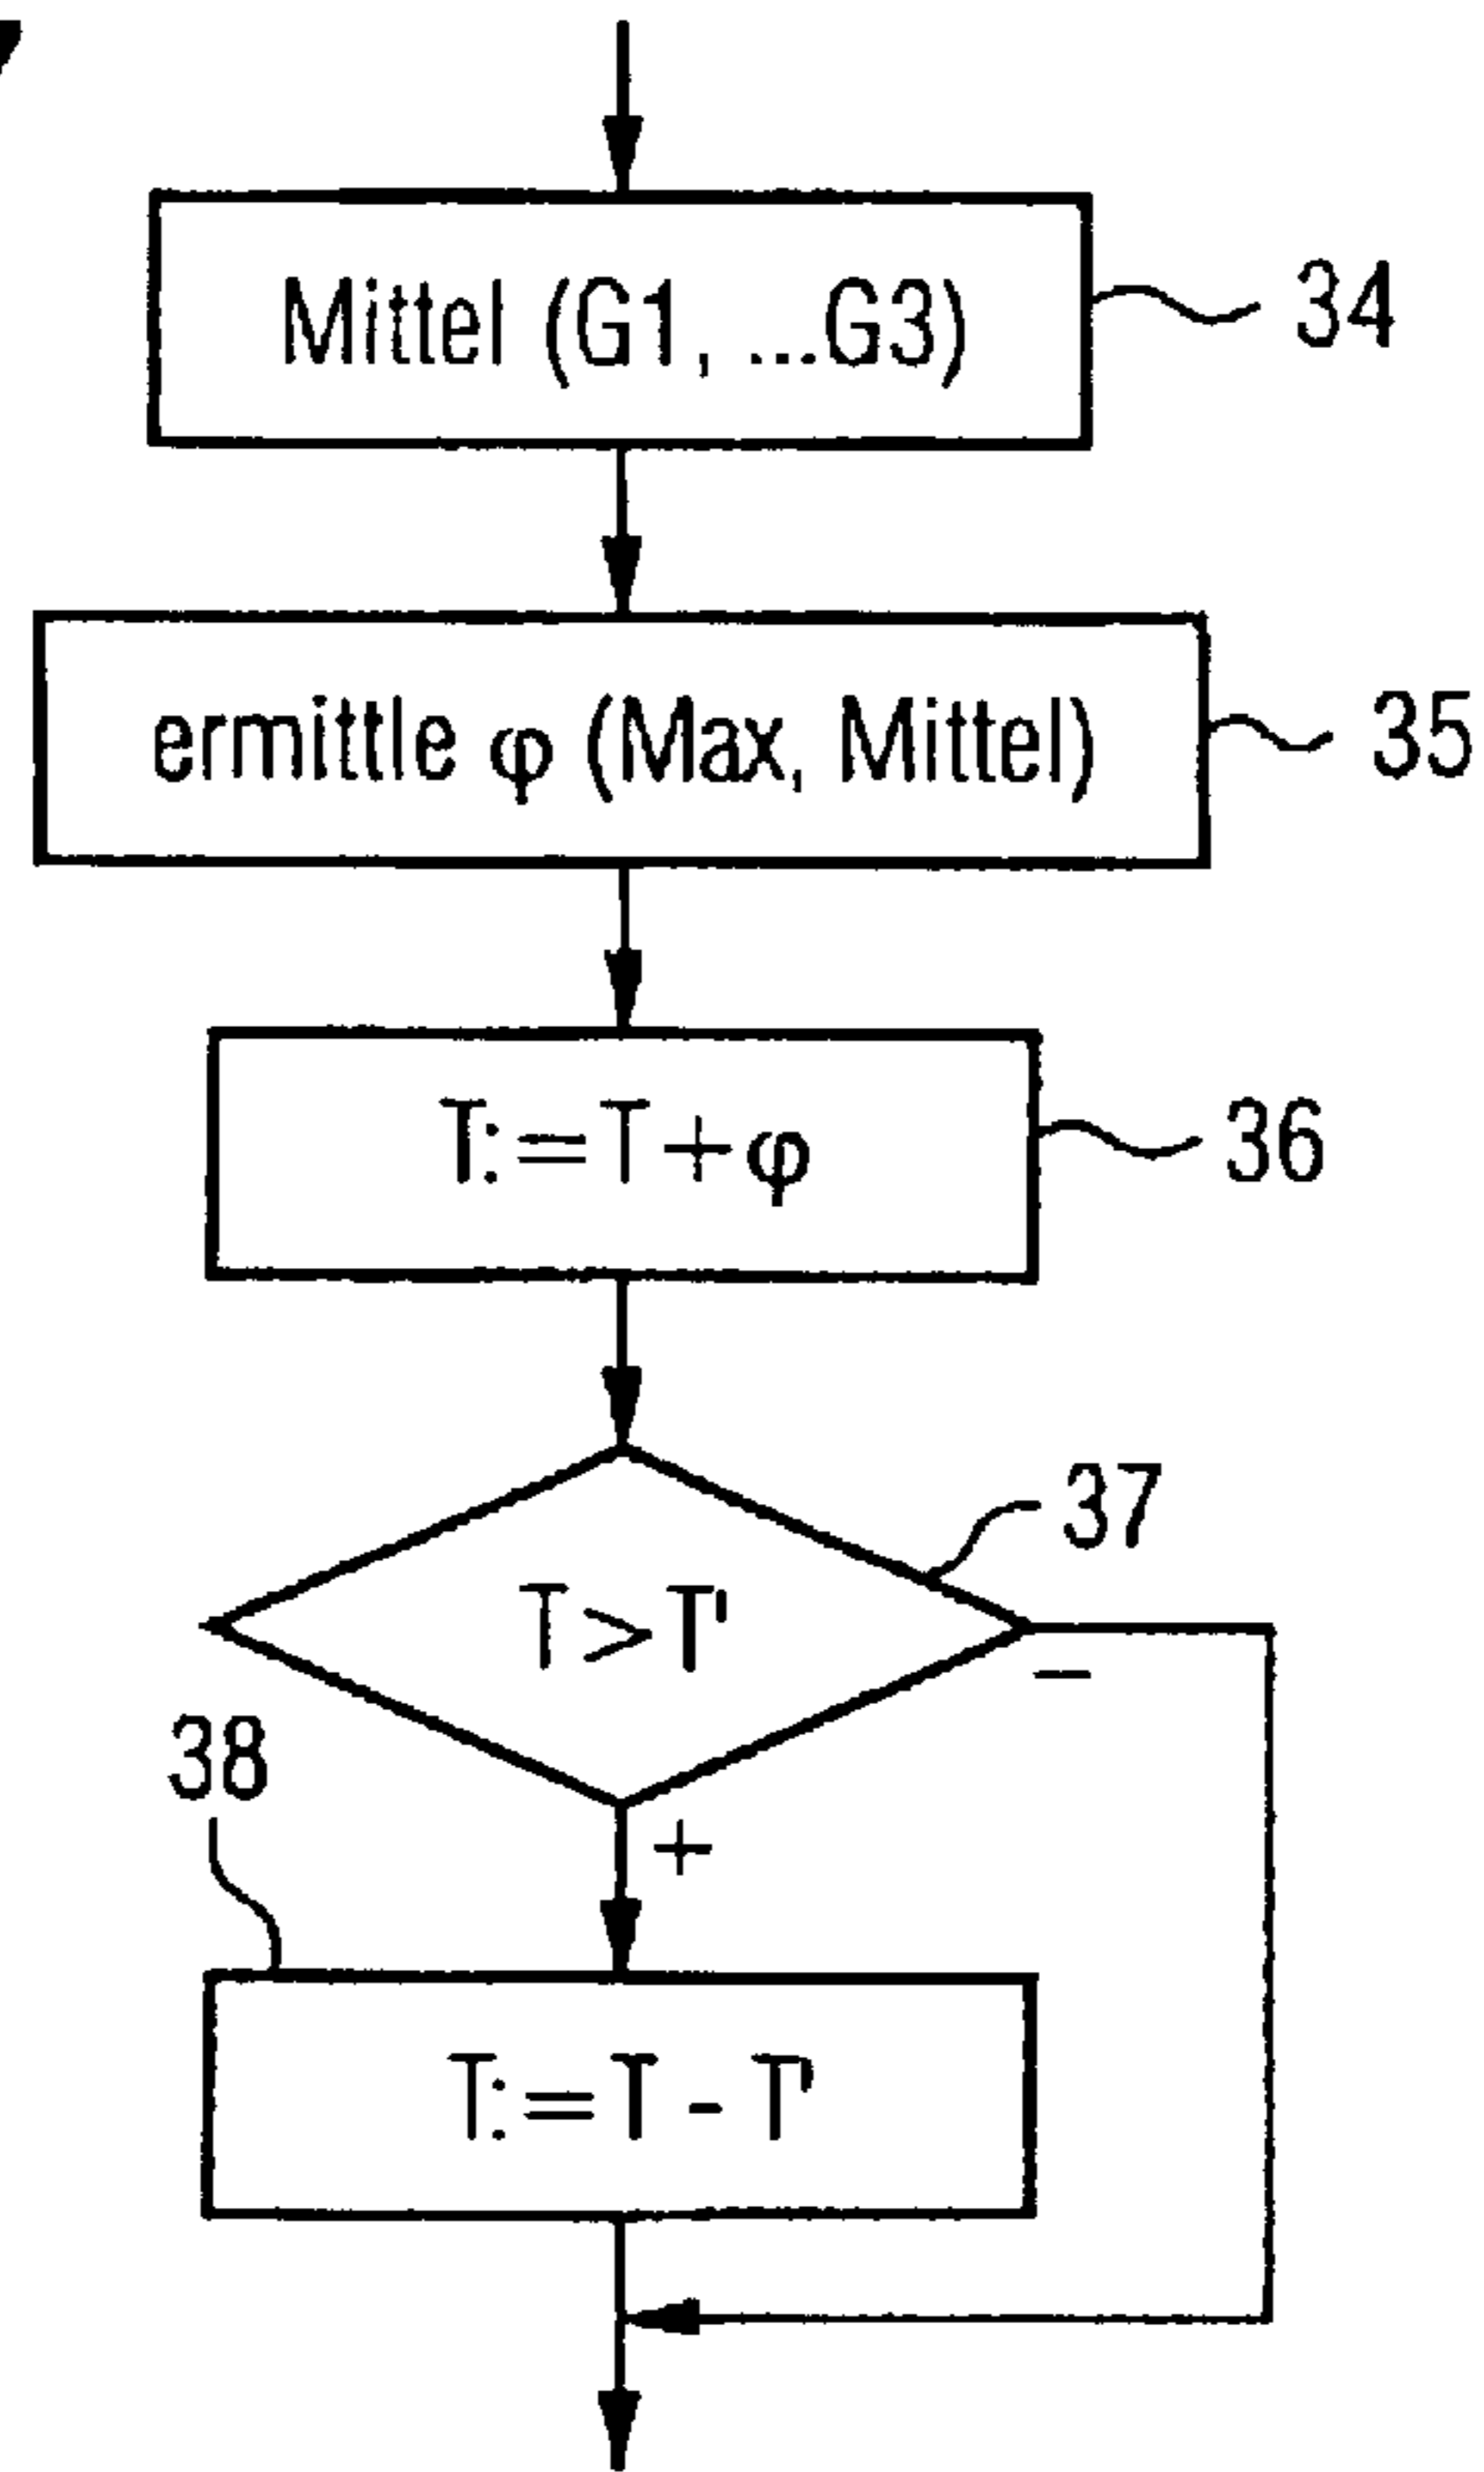 Mittel (G1, ...G3)
34
ermittle φ (Max, Mittel)
35
T:=T+φ
36
37
T>T'
–
38
+
T:=T - T'